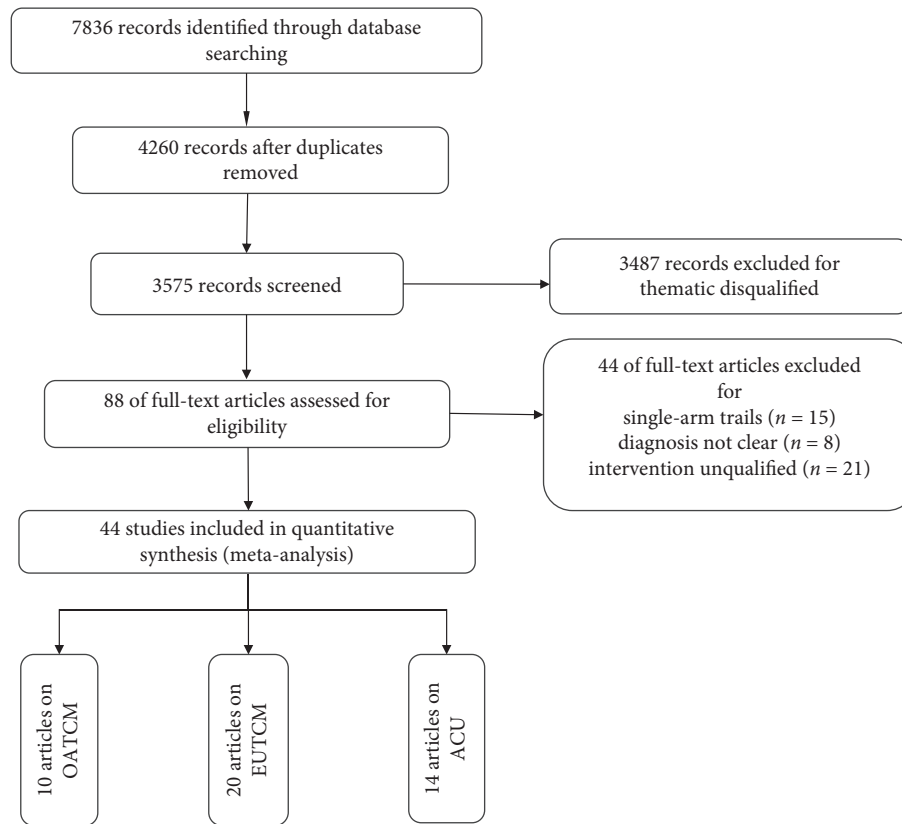 7836 records identified through database
searching
4260 records after duplicates
removed
3575 records screened
3487 records excluded for
thematic disqualified
88 of full-text articles assessed for
eligibility
44 of full-text articles excluded
for
single-arm trails (n = 15)
diagnosis not clear (n = 8)
intervention unqualified (n = 21)
44 studies included in quantitative
synthesis (meta-analysis)
10 articles on
OATCM
20 articles on
EUTCM
14 articles on
ACU